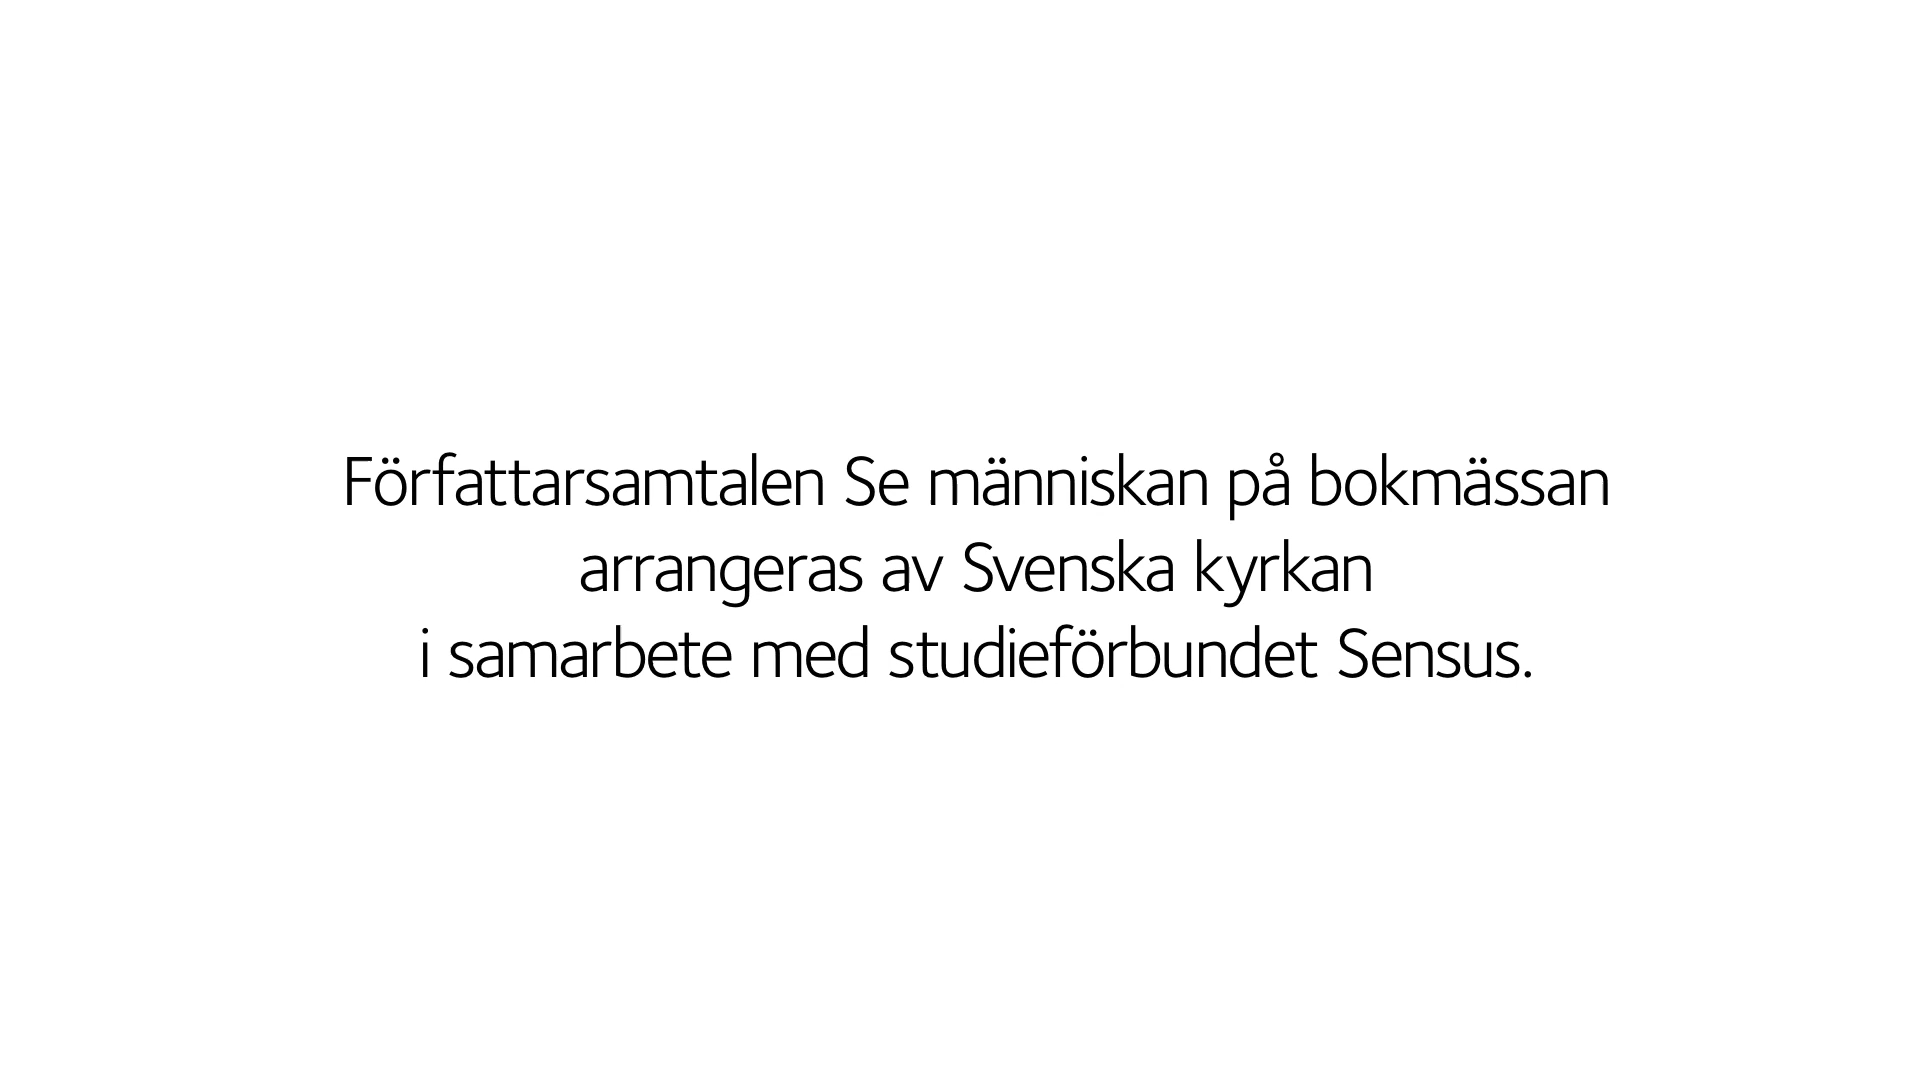 Författarsamtalen Se människan på bokmässan
arrangeras av Svenska kyrkan
i samarbete med studieförbundet Sensus.